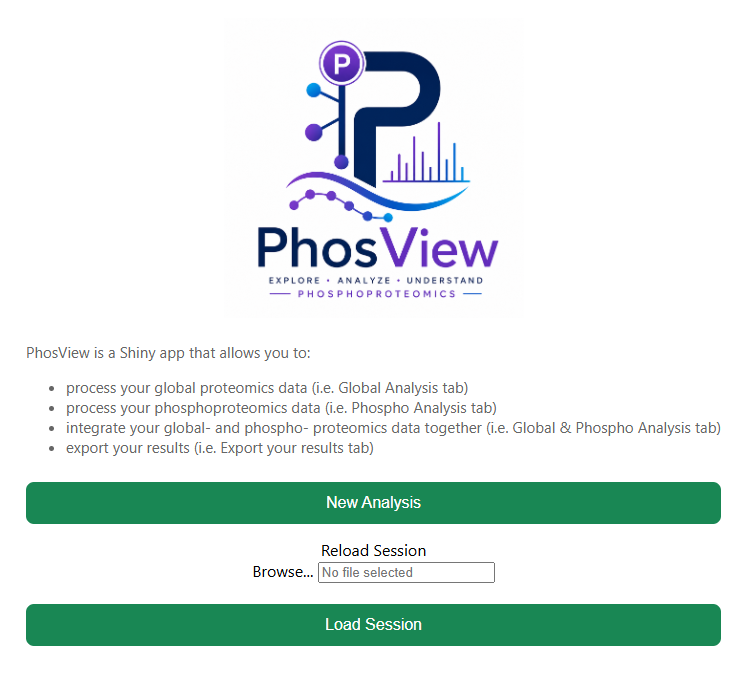 P
PhosView
EXPLORE • ANALYZE • UNDERSTAND
PHOSPHOPROTEOMICS
PhosView is a Shiny app that allows you to:
• process your global proteomics data (i.e. Global Analysis tab)
• process your phosphoproteomics data (i.e. Phospho Analysis tab)
• integrate your global- and phospho- proteomics data together (i.e. Global & Phospho Analysis tab)
• export your results (i.e. Export your results tab)
New Analysis
Reload Session
Browse... No file selected
Load Session